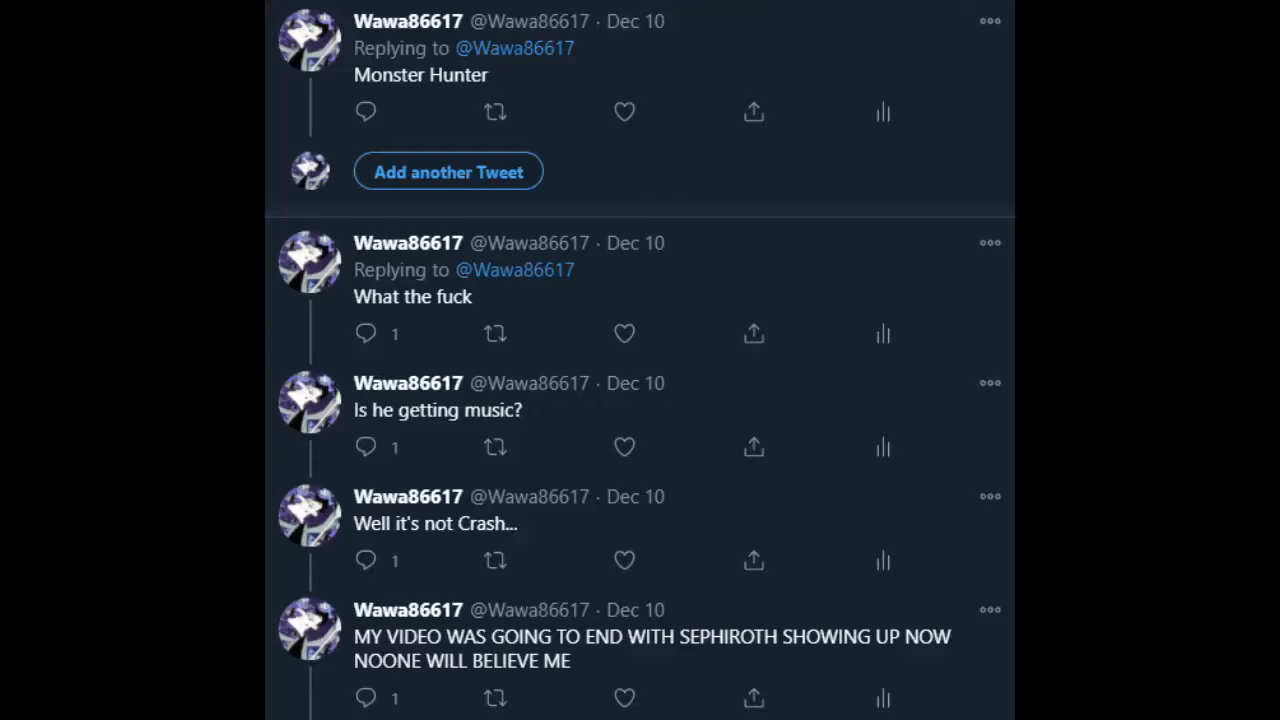 Wawa86617 @Wawa86617 · Dec 10
Replying to @Wawa86617
Monster Hunter
Add another Tweet
Wawa86617 @Wawa86617 · Dec 10
Replying to @Wawa86617
What the fuck
1
Wawa86617 @Wawa86617 · Dec 10
Is he getting music?
1
Wawa86617 @Wawa86617 · Dec 10
Well it's not Crash...
1
Wawa86617 @Wawa86617 · Dec 10
MY VIDEO WAS GOING TO END WITH SEPHIROTH SHOWING UP NOW
NOONE WILL BELIEVE ME
1